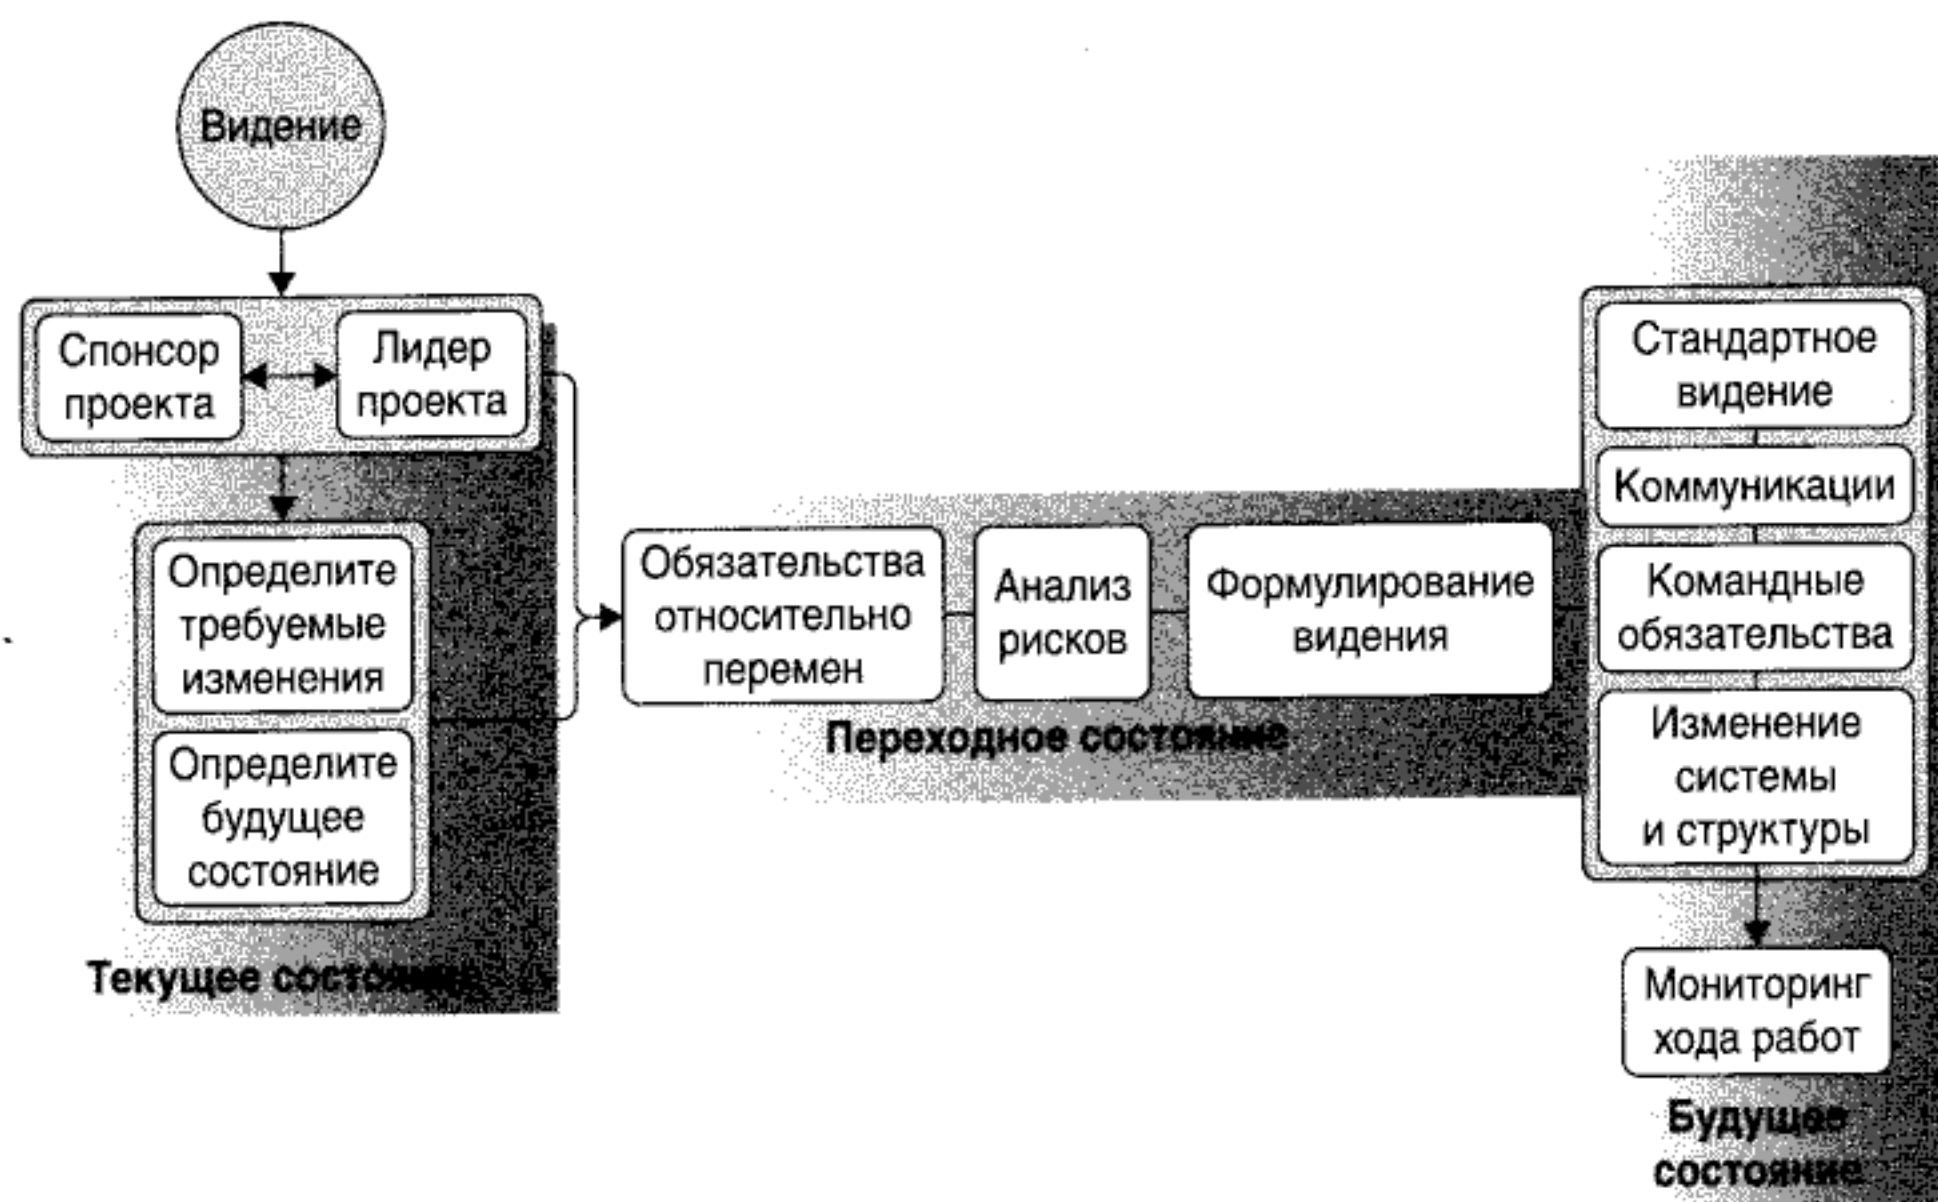 Видение
Спонсор
проекта
Лидер
проекта
Определите
требуемые
изменения
Определите
будущее
состояние
Текущее состояние
Обязательства
относительно
перемен
Анализ
рисков
Формулирование
видения
Переходное состояние
Стандартное
видение
Коммуникации
Командные
обязательства
Изменение
системы
и структуры
Мониторинг
хода работ
Будущее
состояние